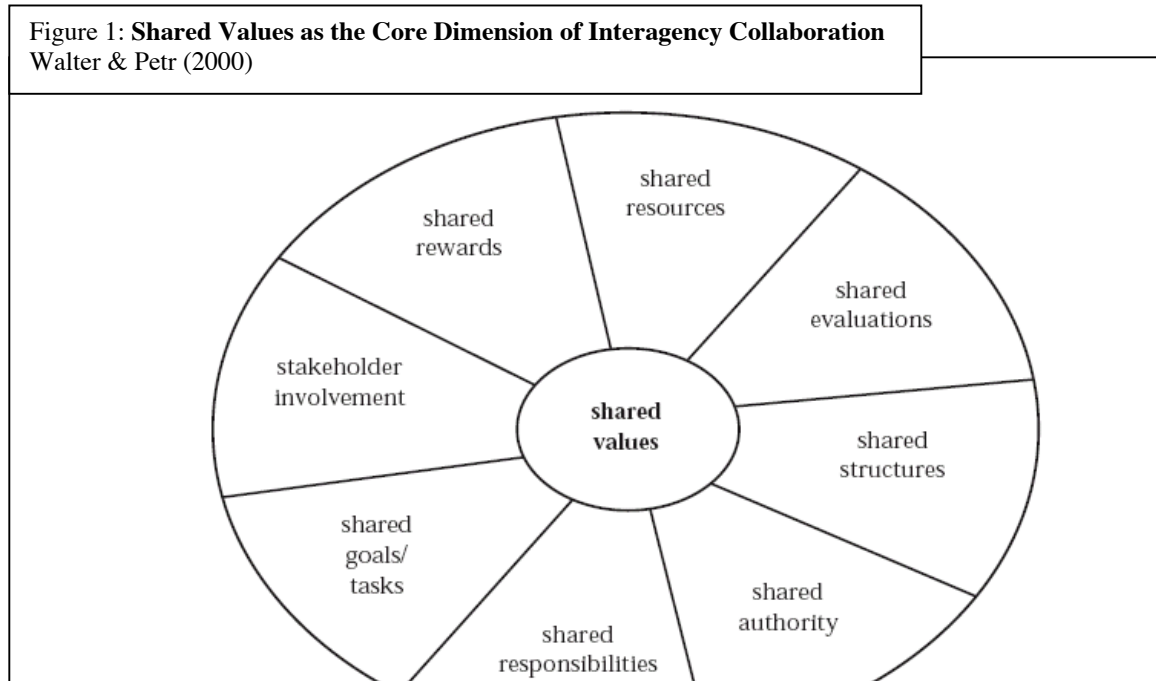 Figure 1: Shared Values as the Core Dimension of Interagency Collaboration
Walter & Petr (2000)
shared
resources
shared
rewards
shared
evaluations
stakeholder
involvement
shared
values
shared
structures
shared
goals/
tasks
shared
authority
shared
responsibilities